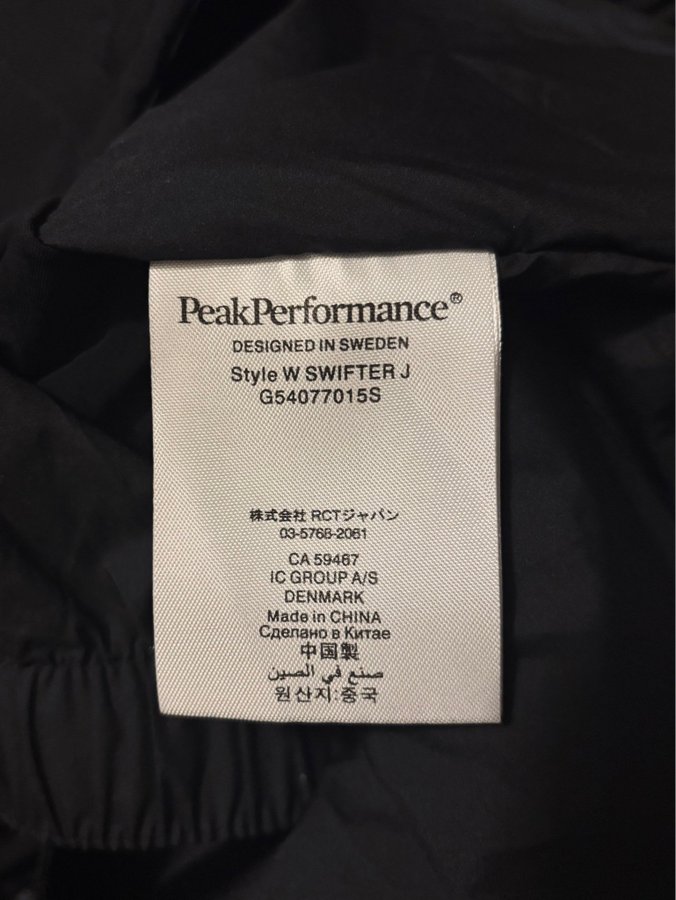 PeakPerformance®
DESIGNED IN SWEDEN
Style W SWIFTER J
G54077015S
株式会社 RCTジャパン
03-5768-2061
CA 59467
IC GROUP A/S
DENMARK
Made in CHINA
Сделано в Китае
中国製
صنع في الصين
원산지:중국